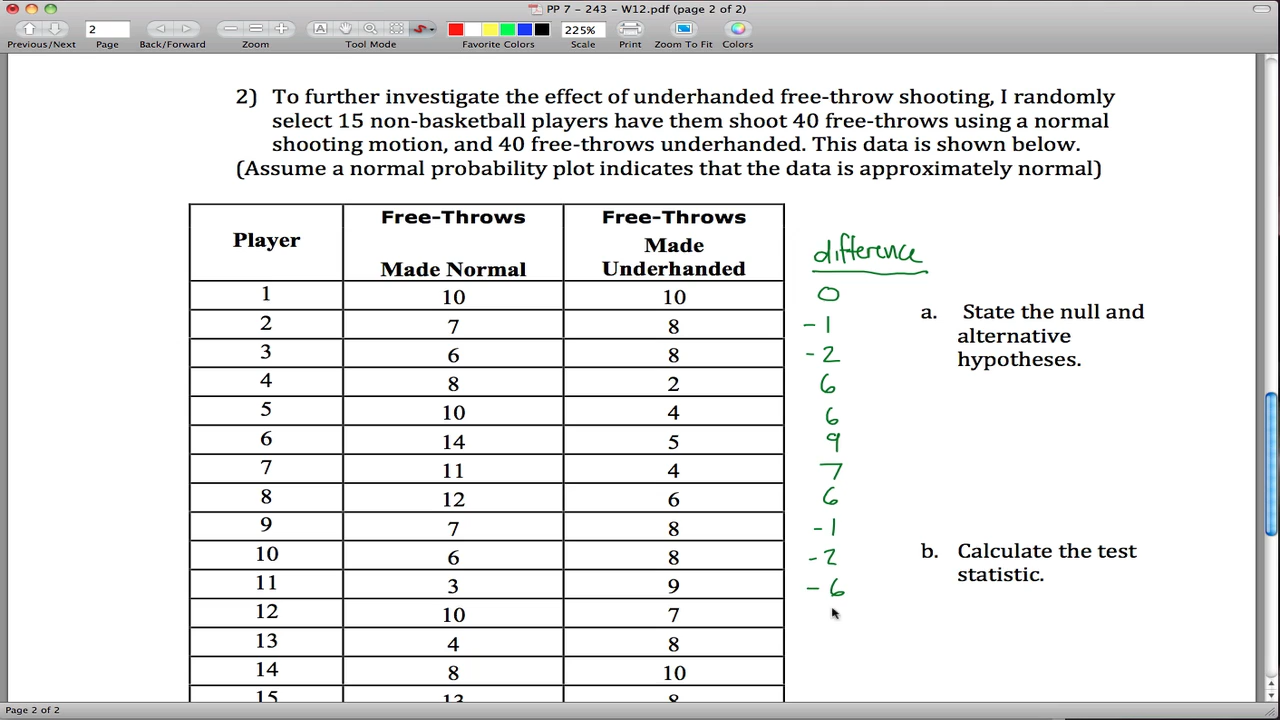 PP 7 - 243 - W12.pdf (page 2 of 2)
2 A 225%
Previous/Next Page Back/Forward Zoom Tool Mode Favorite Colors Scale Print Zoom To Fit Colors
2) To further investigate the effect of underhanded free-throw shooting, I randomly
select 15 non-basketball players have them shoot 40 free-throws using a normal
shooting motion, and 40 free-throws underhanded. This data is shown below.
(Assume a normal probability plot indicates that the data is approximately normal)
Player Free-Throws Made Normal Free-Throws Made Underhanded difference
1 10 10 0
2 7 8 -1
3 6 8 -2
4 8 2 6
5 10 4 6
6 14 5 9
7 11 4 7
8 12 6 6
9 7 8 -1
10 6 8 -2
11 3 9 -6
12 10 7
13 4 8
14 8 10
15 13 8
a. State the null and
alternative
hypotheses.
b. Calculate the test
statistic.
Page 2 of 2